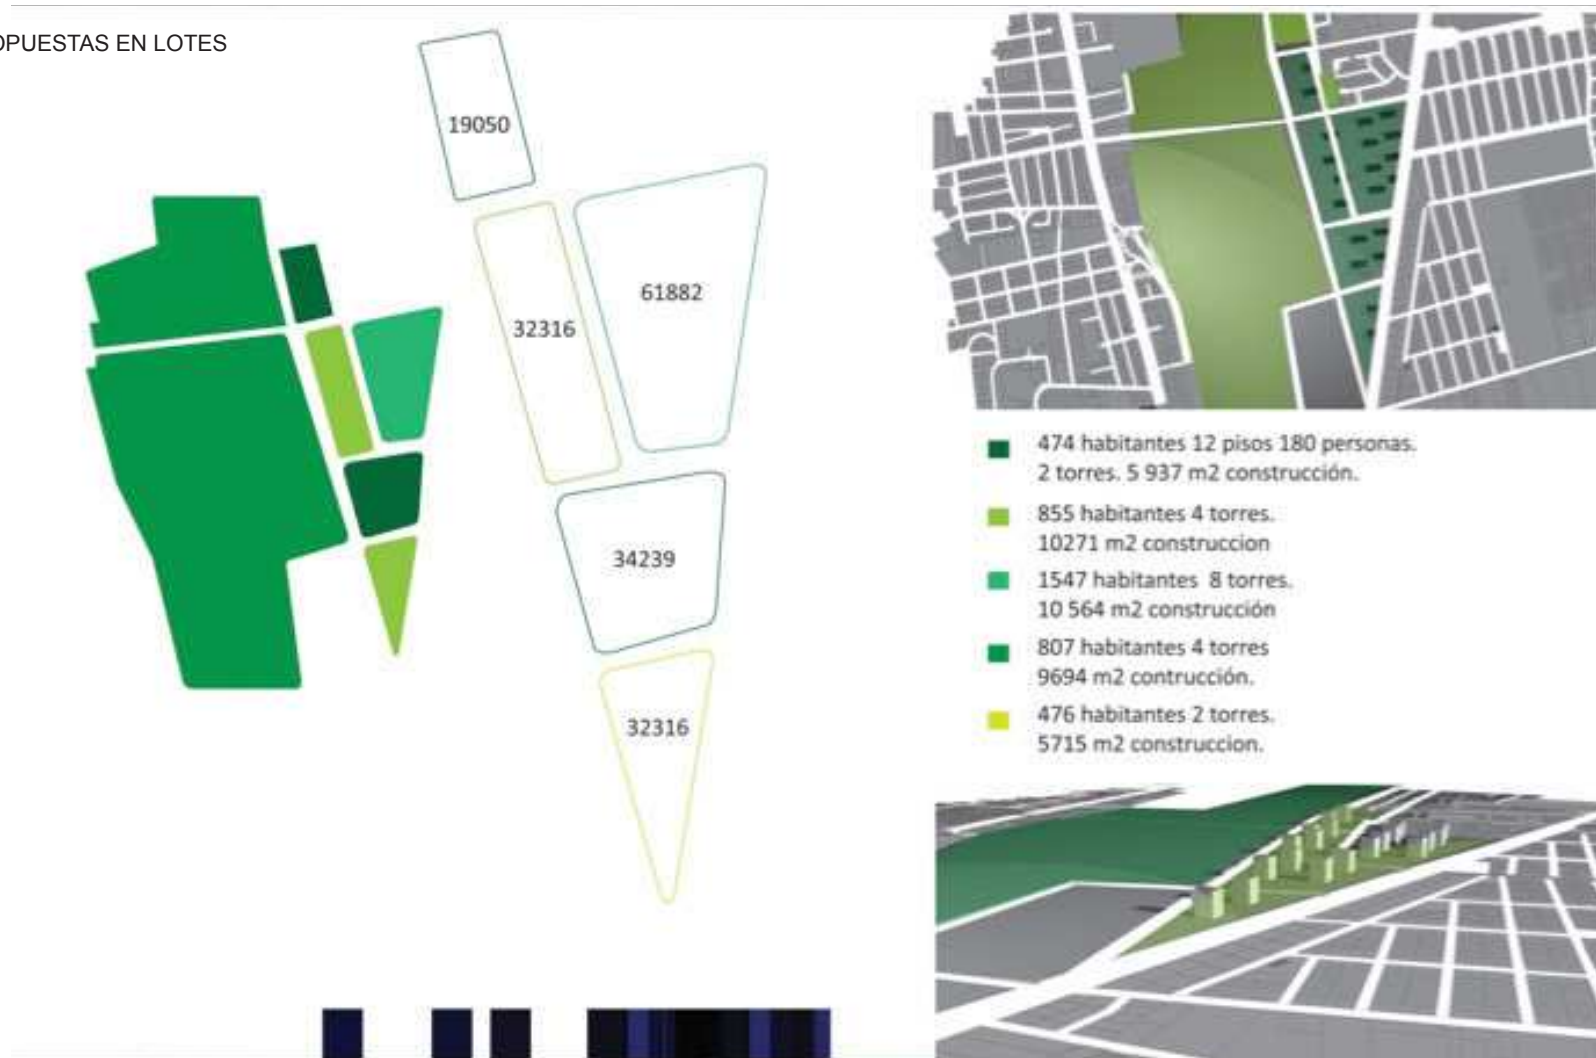 OPUESTAS EN LOTES
19050
61882
32316
34239
32316
474 habitantes 12 pisos 180 personas.
2 torres. 5 937 m2 construcción.
855 habitantes 4 torres.
10271 m2 construccion
1547 habitantes 8 torres.
10 564 m2 construcción
807 habitantes 4 torres
9694 m2 contrucción.
476 habitantes 2 torres.
5715 m2 construccion.